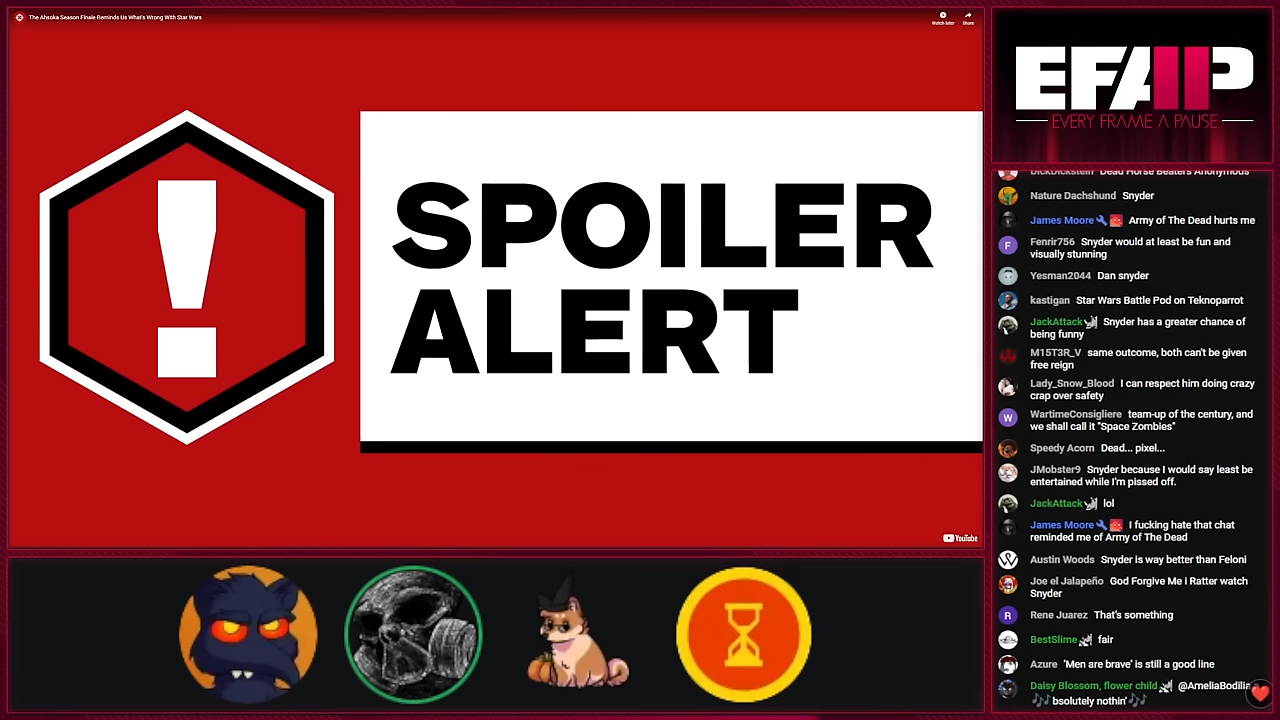 The Ahsoka Season Finale Reminds Us What's Wrong With Star Wars
Watch later
Share
SPOILER
ALERT
YouTube
EFAP
EVERY FRAME A PAUSE
DickDickstein Dead Horse Beaters Anonymous
Nature Dachshund Snyder
James Moore Army of The Dead hurts me
Fenrir756 Snyder would at least be fun and
visually stunning
Yesman2044 Dan snyder
kastigan Star Wars Battle Pod on Teknoparrot
JackAttack Snyder has a greater chance of
being funny
M15T3R_V same outcome, both can't be given
free reign
Lady_Snow_Blood I can respect him doing crazy
crap over safety
W
WartimeConsigliere team-up of the century, and
we shall call it "Space Zombies"
Speedy Acorn Dead... pixel...
JMobster9 Snyder because I would say least be
entertained while I'm pissed off.
JackAttack lol
James Moore I fucking hate that chat
reminded me of Army of The Dead
Austin Woods Snyder is way better than Feloni
Joe el Jalapeño God Forgive Me i Ratter watch
Snyder
R
Rene Juarez That's something
BestSlime fair
Azure 'Men are brave' is still a good line
Daisy Blossom, flower child
bsolutely nothin'